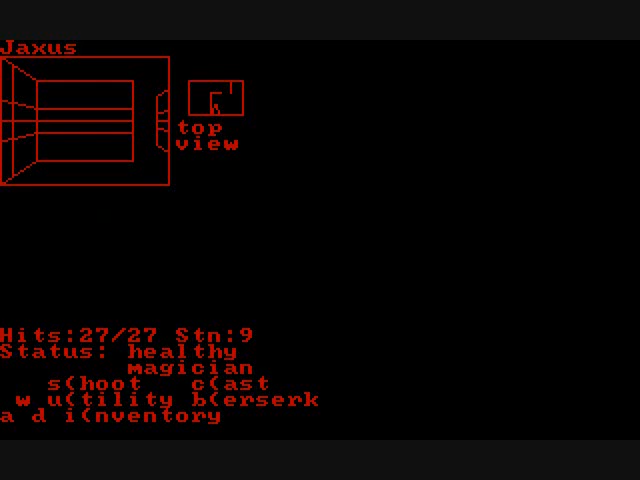 Jaxus
top
view
Hits:27/27 Stn:9
Status: healthy
magician
s(hoot c(ast
w u(tility b(erserk
a d i(nventory